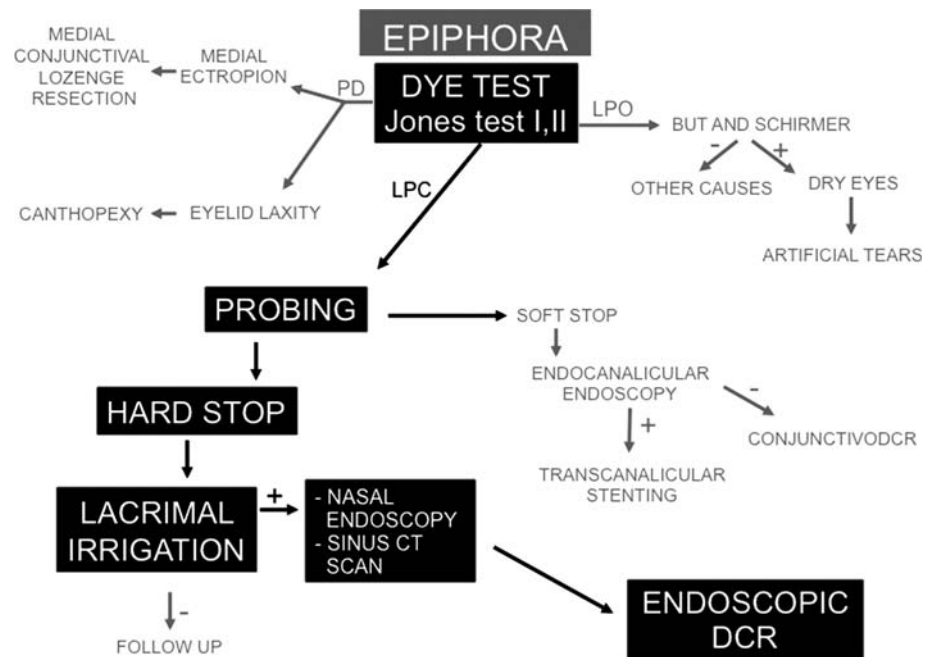 EPIPHORA
DYE TEST
Jones test I,II
PD
MEDIAL
ECTROPION
MEDIAL
CONJUNCTIVAL
LOZENGE
RESECTION
EYELID LAXITY
CANTHOPEXY
LPO
BUT AND SCHIRMER
-
+
OTHER CAUSES
DRY EYES
ARTIFICIAL TEARS
LPC
PROBING
SOFT STOP
ENDOCANALICULAR
ENDOSCOPY
-
+
CONJUNCTIVODCR
TRANSCANALICULAR
STENTING
HARD STOP
LACRIMAL
IRRIGATION
+
- NASAL
ENDOSCOPY
- SINUS CT
SCAN
-
FOLLOW UP
ENDOSCOPIC
DCR